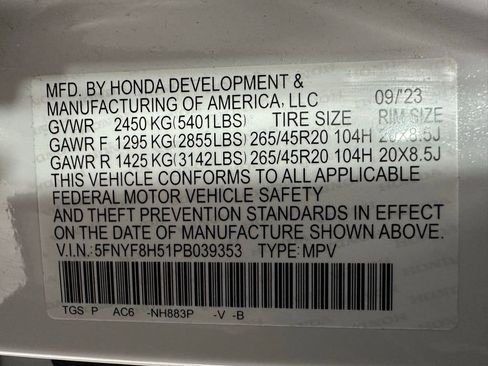 MFD. BY HONDA DEVELOPMENT &
MANUFACTURING OF AMERICA, LLC 09/'23
GVWR 2450 KG(5401LBS) TIRE SIZE RIM SIZE
GAWR F 1295 KG(2855LBS) 265/45R20 104H 20X8.5J
GAWR R 1425 KG(3142LBS) 265/45R20 104H 20X8.5J
THIS VEHICLE CONFORMS TO ALL APPLICABLE
FEDERAL MOTOR VEHICLE SAFETY
AND THEFT PREVENTION STANDARDS IN EFFECT
ON THE DATE OF MANUFACTURE SHOWN ABOVE.
V.I.N.:5FNYF8H51PB039353 TYPE:MPV
TGS P AC6 -NH883P -V -B